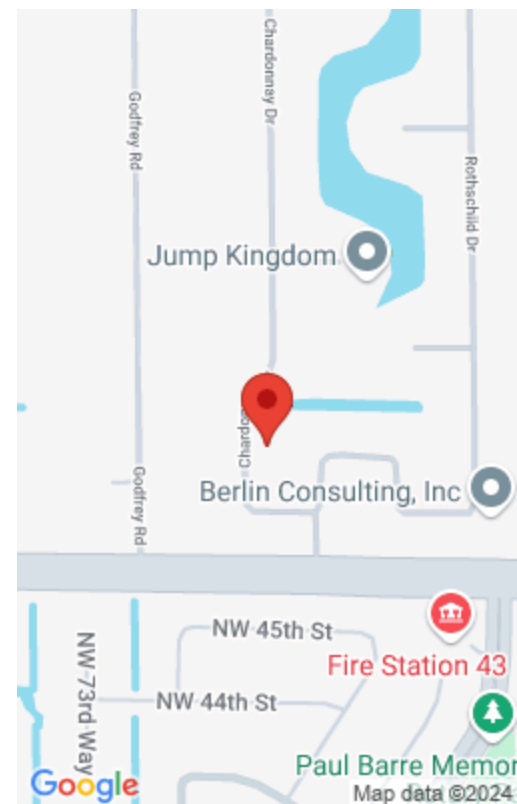 Chardonnay Dr
Godfrey Rd
Rothschild Dr
Jump Kingdom
Godfrey Rd
Berlin Consulting, Inc
NW 45th St
Fire Station 43
NW 73rd Way
NW 44th St
Paul Barre Memor
Google
Map data ©2024